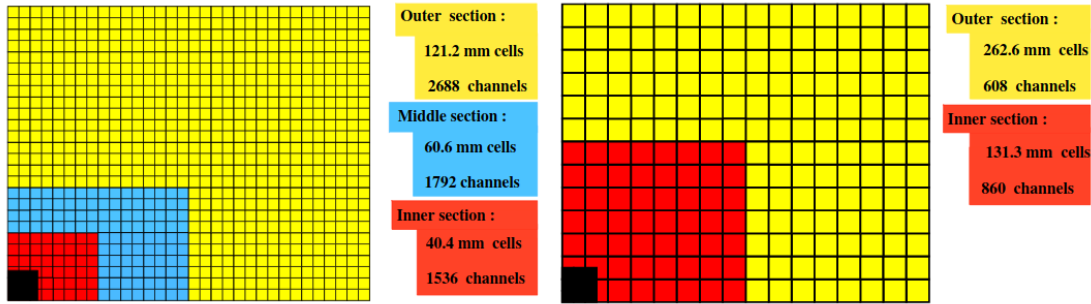 Outer section :
121.2 mm cells
2688 channels
Middle section :
60.6 mm cells
1792 channels
Inner section :
40.4 mm cells
1536 channels
Outer section :
262.6 mm cells
608 channels
Inner section :
131.3 mm cells
860 channels